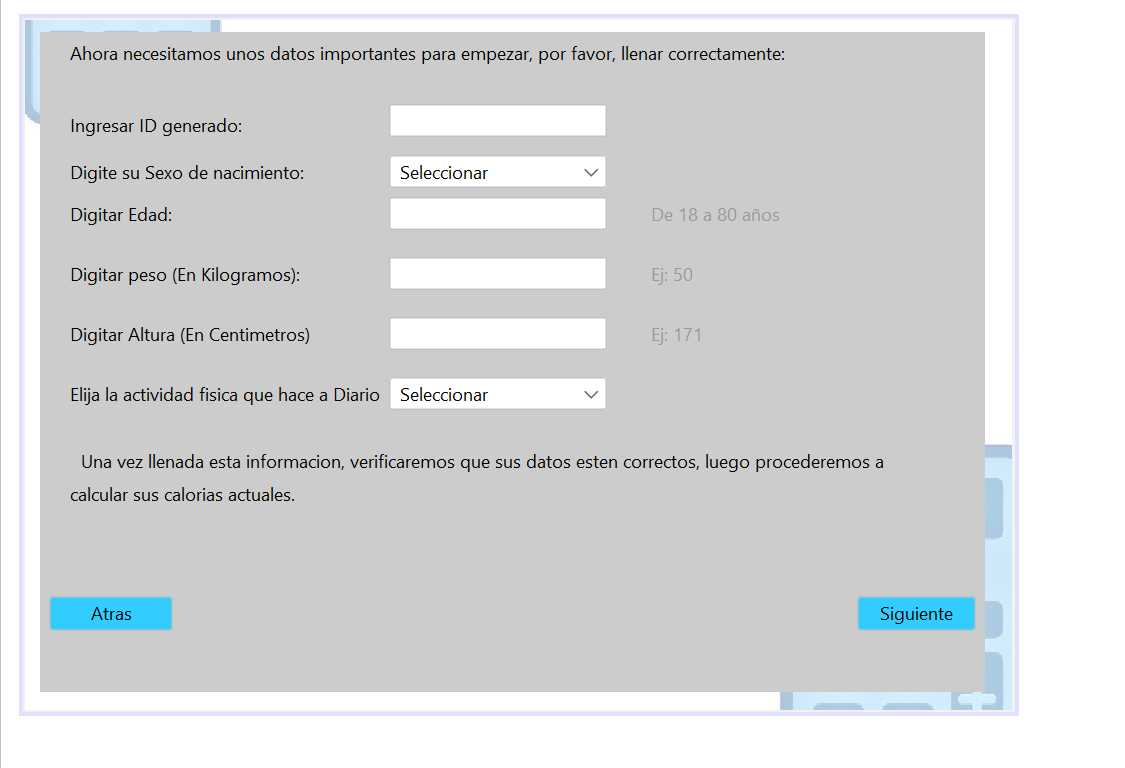 Ahora necesitamos unos datos importantes para empezar, por favor, llenar correctamente:
Ingresar ID generado:
Digite su Sexo de nacimiento: Seleccionar
Digitar Edad: De 18 a 80 años
Digitar peso (En Kilogramos): Ej: 50
Digitar Altura (En Centimetros) Ej: 171
Elija la actividad fisica que hace a Diario Seleccionar
Una vez llenada esta informacion, verificaremos que sus datos esten correctos, luego procederemos a
calcular sus calorias actuales.
Atras Siguiente